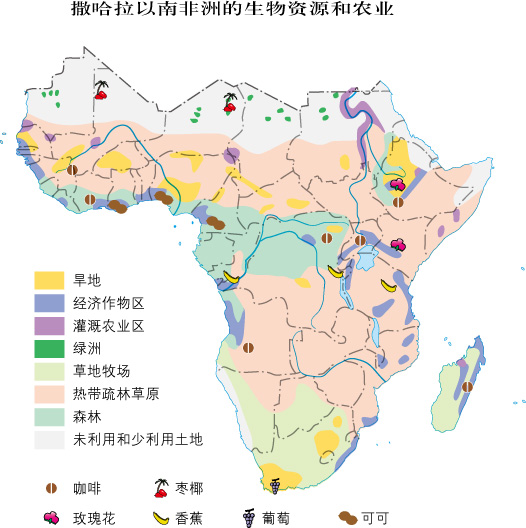 撒哈拉以南非洲的生物资源和农业
旱地
经济作物区
灌溉农业区
绿洲
草地牧场
热带疏林草原
森林
未利用和少利用土地
咖啡 枣椰
玫瑰花 香蕉 葡萄 可可